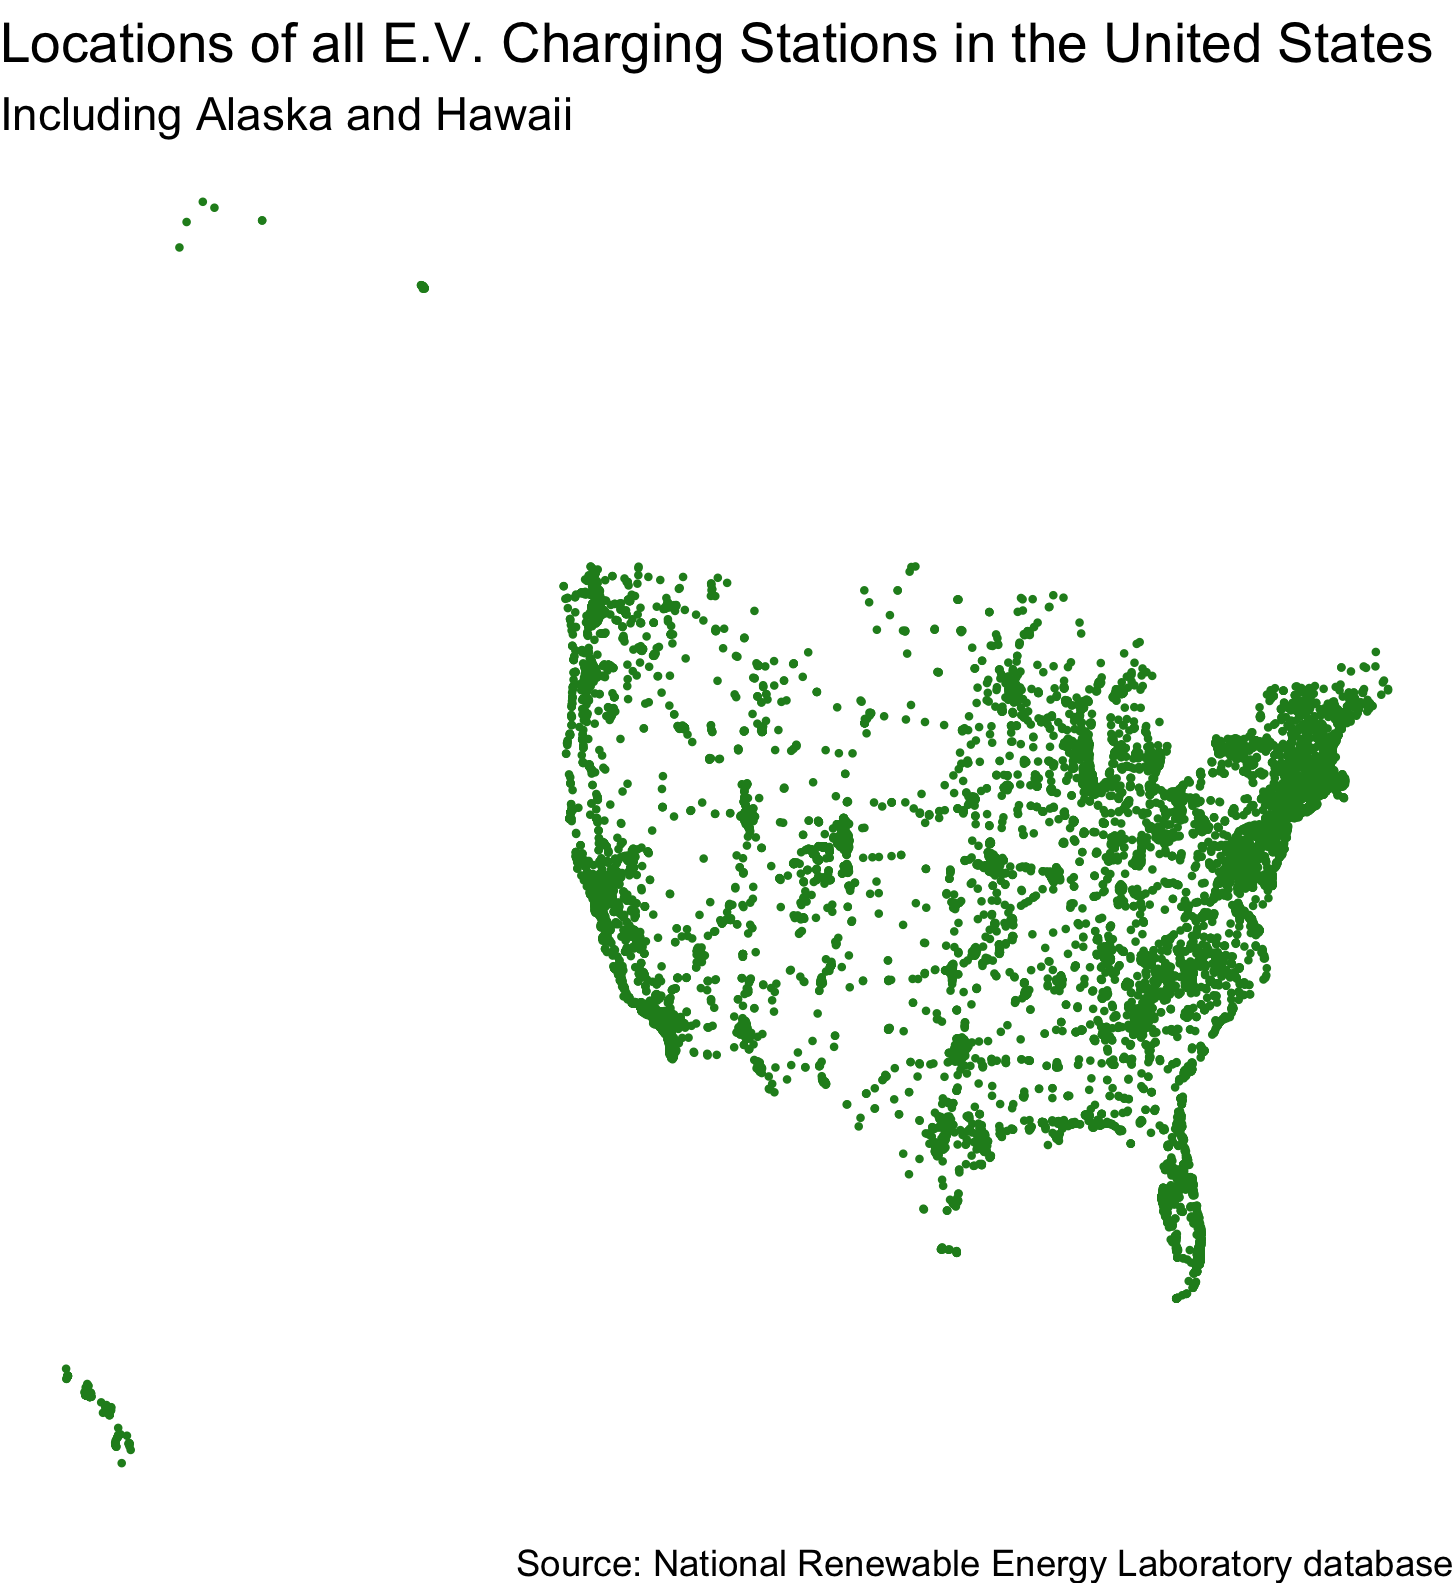 Locations of all E.V. Charging Stations in the United States
Including Alaska and Hawaii
Source: National Renewable Energy Laboratory database